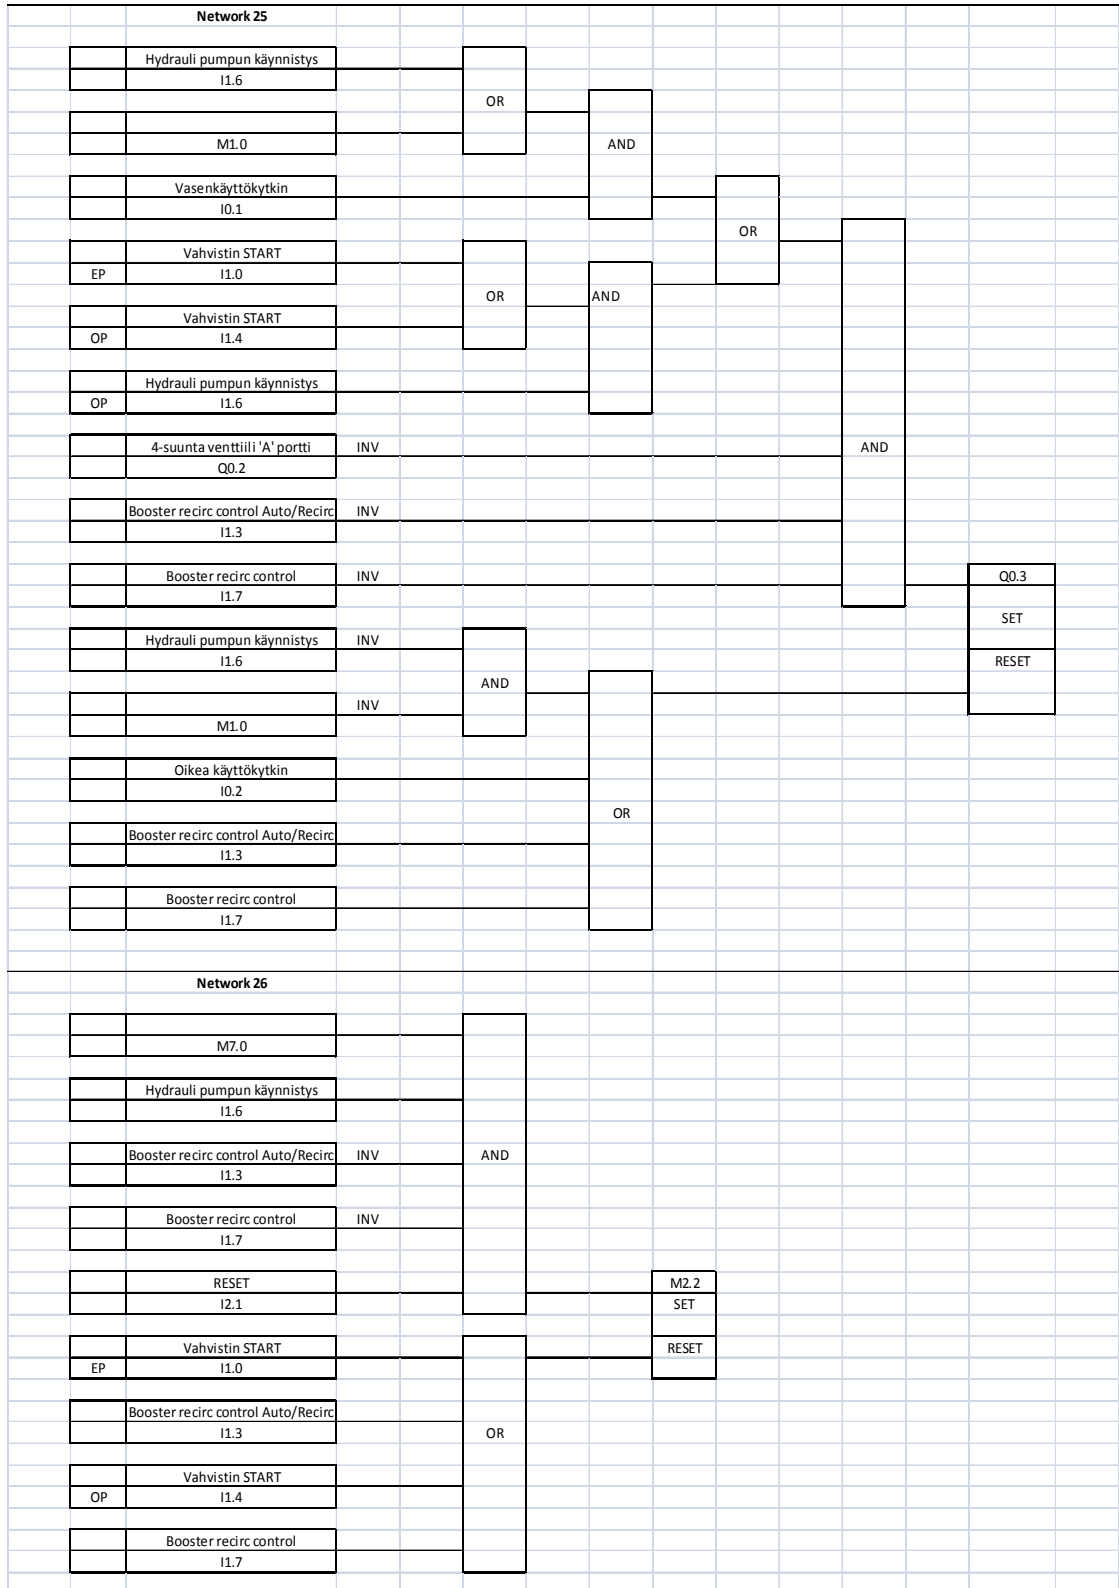 Network 25
Hydrauli pumpun käynnistys
I1.6
OR
M1.0
AND
Vasenkäyttökytkin
I0.1
OR
Vahvistin START
EP I1.0
OR AND
Vahvistin START
OP I1.4
Hydrauli pumpun käynnistys
OP I1.6
4-suunta venttiili 'A' portti INV AND
Q0.2
Booster recirc control Auto/Recirc INV
I1.3
Booster recirc control INV Q0.3
I1.7
SET
Hydrauli pumpun käynnistys INV
I1.6 RESET
AND
INV
M1.0
Oikea käyttökytkin
I0.2
OR
Booster recirc control Auto/Recirc
I1.3
Booster recirc control
I1.7
Network 26
M7.0
Hydrauli pumpun käynnistys
I1.6
Booster recirc control Auto/Recirc INV AND
I1.3
Booster recirc control INV
I1.7
RESET M2.2
I2.1 SET
Vahvistin START RESET
EP I1.0
Booster recirc control Auto/Recirc
I1.3 OR
Vahvistin START
OP I1.4
Booster recirc control
I1.7